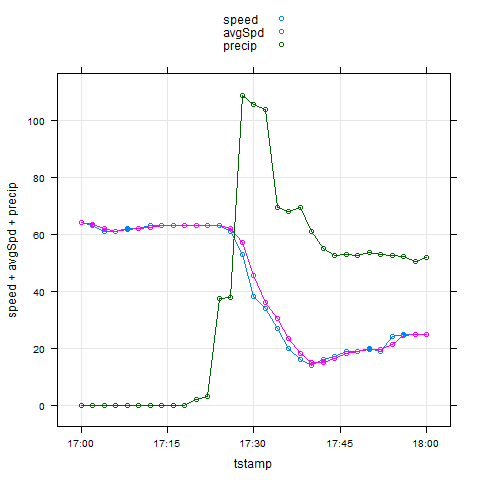 speed
avgSpd
precip
100
80
60
40
20
0
speed + avgSpd + precip
17:00 17:15 17:30 17:45 18:00
tstamp